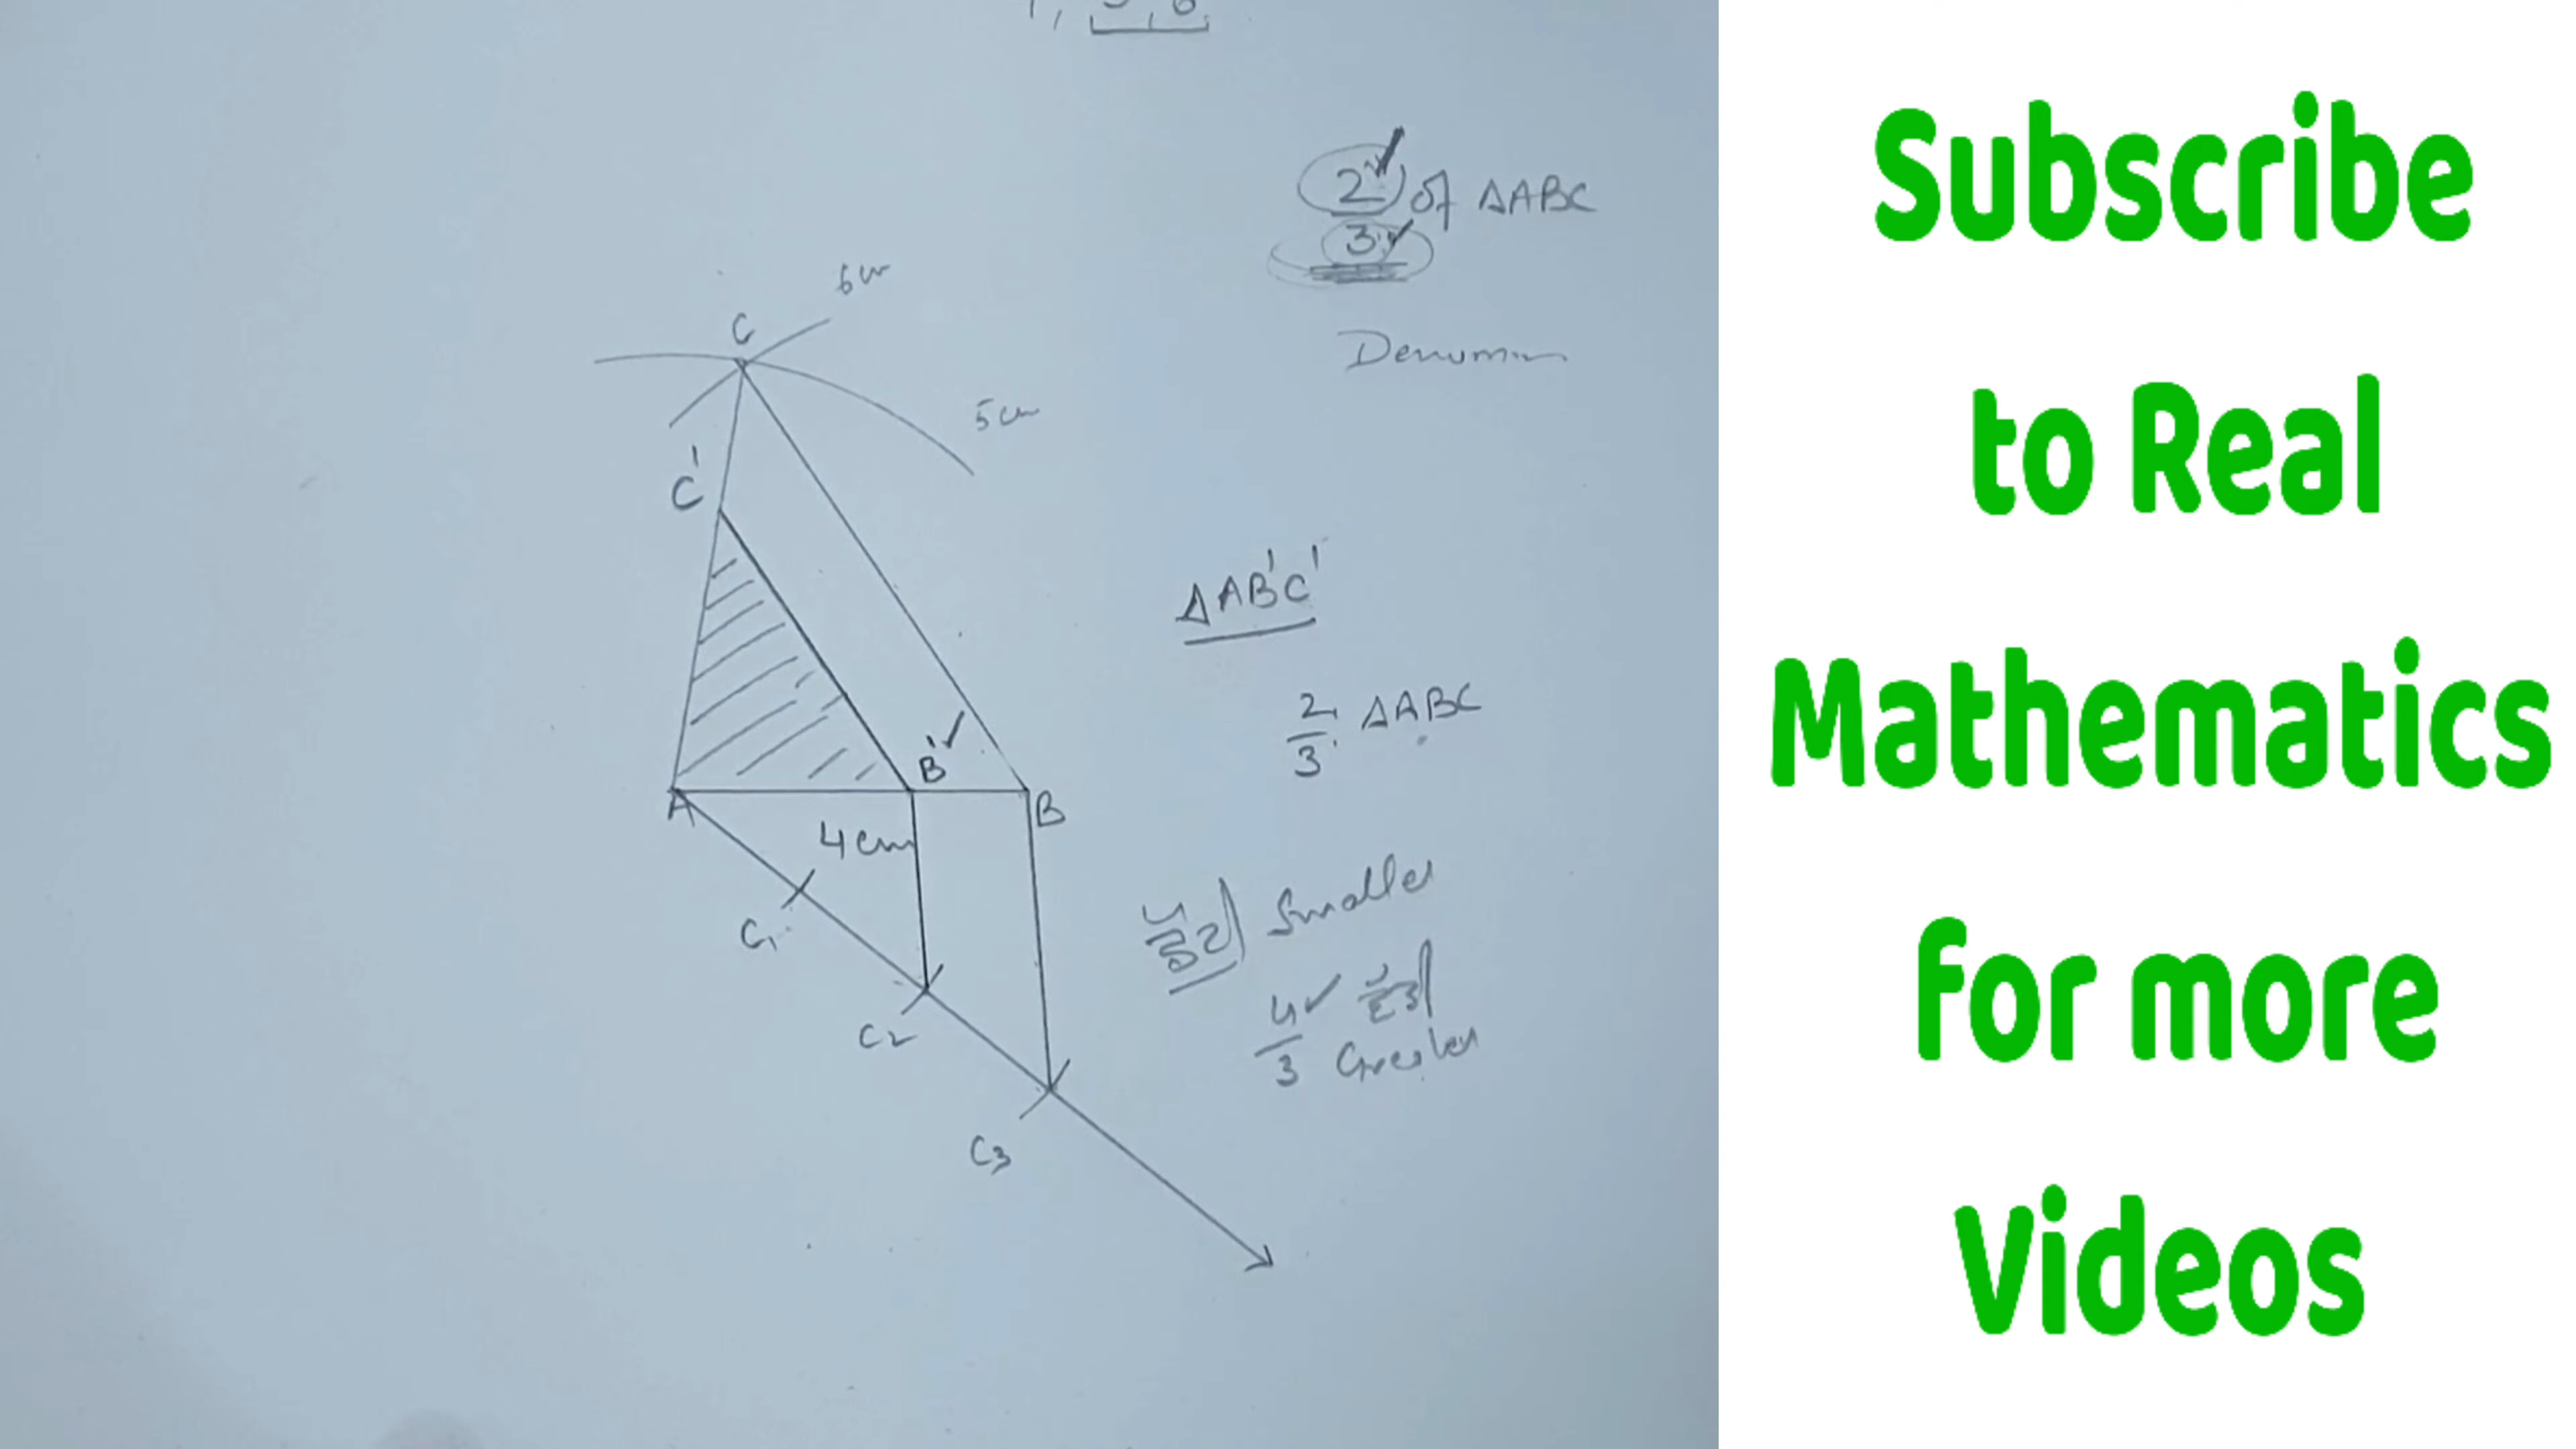 2/3 of ΔABC
Denomin
6cm
C
5cm
C'
ΔAB'C'
2/3 ΔABC
B'
A
B
4cm
C1
Smaller
C2
4/3
Greater
C3
Subscribe
to Real
Mathematics
for more
Videos